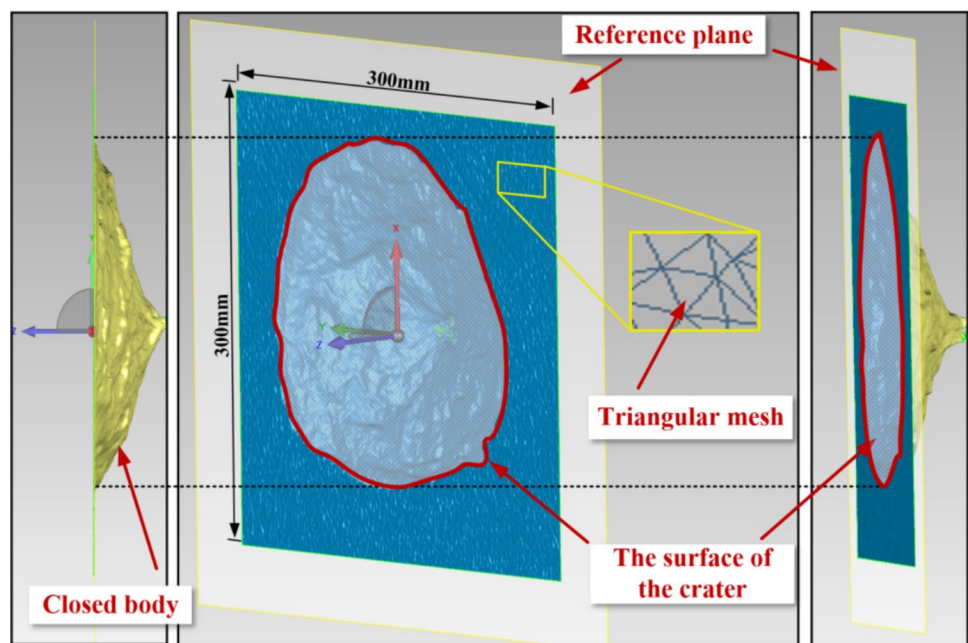 Reference plane
300mm
300mm
X
Y
Z
Y
Z
Triangular mesh
The surface of
the crater
Closed body